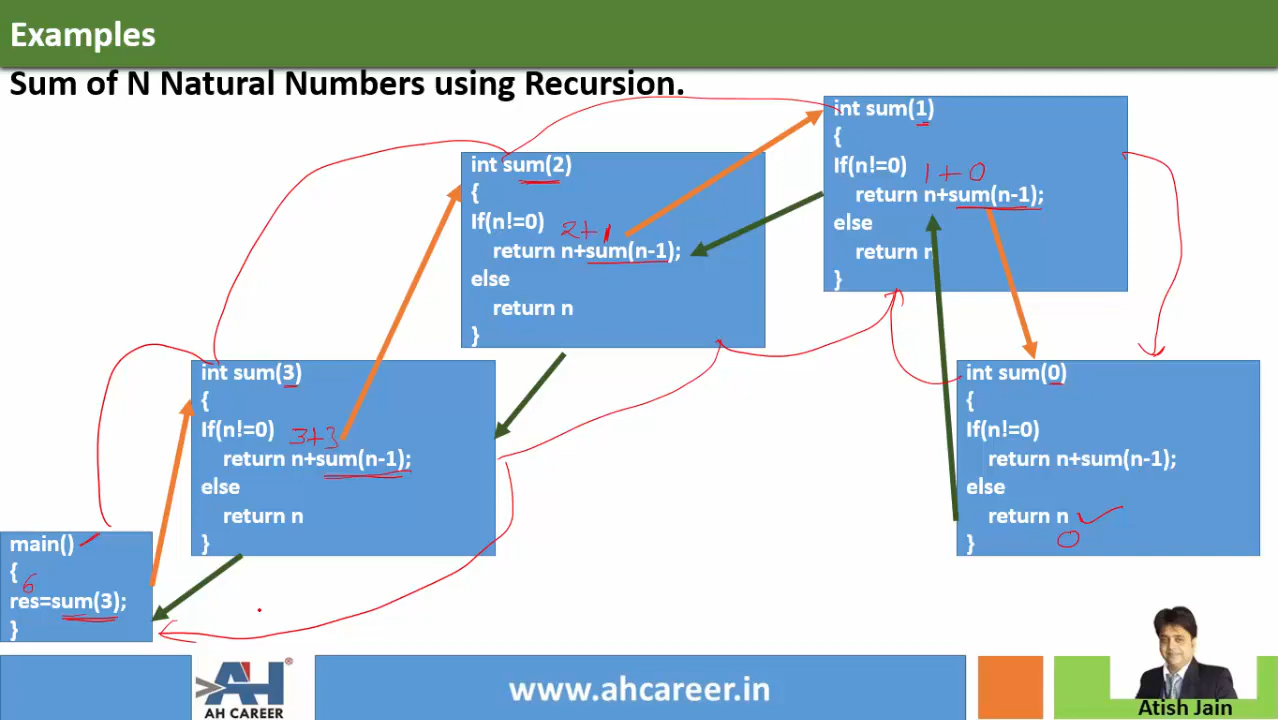 Examples
Sum of N Natural Numbers using Recursion.
int sum(1)
{
If(n!=0)
1+0
return n+sum(n-1);
else
return n
}
int sum(2)
{
If(n!=0)
2+1
return n+sum(n-1);
else
return n
}
int sum(3)
{
If(n!=0)
3+3
return n+sum(n-1);
else
return n
}
int sum(0)
{
If(n!=0)
return n+sum(n-1);
else
return n
0
}
main()
{
6
res=sum(3);
}
AH
®
AH CAREER
www.ahcareer.in
Atish Jain